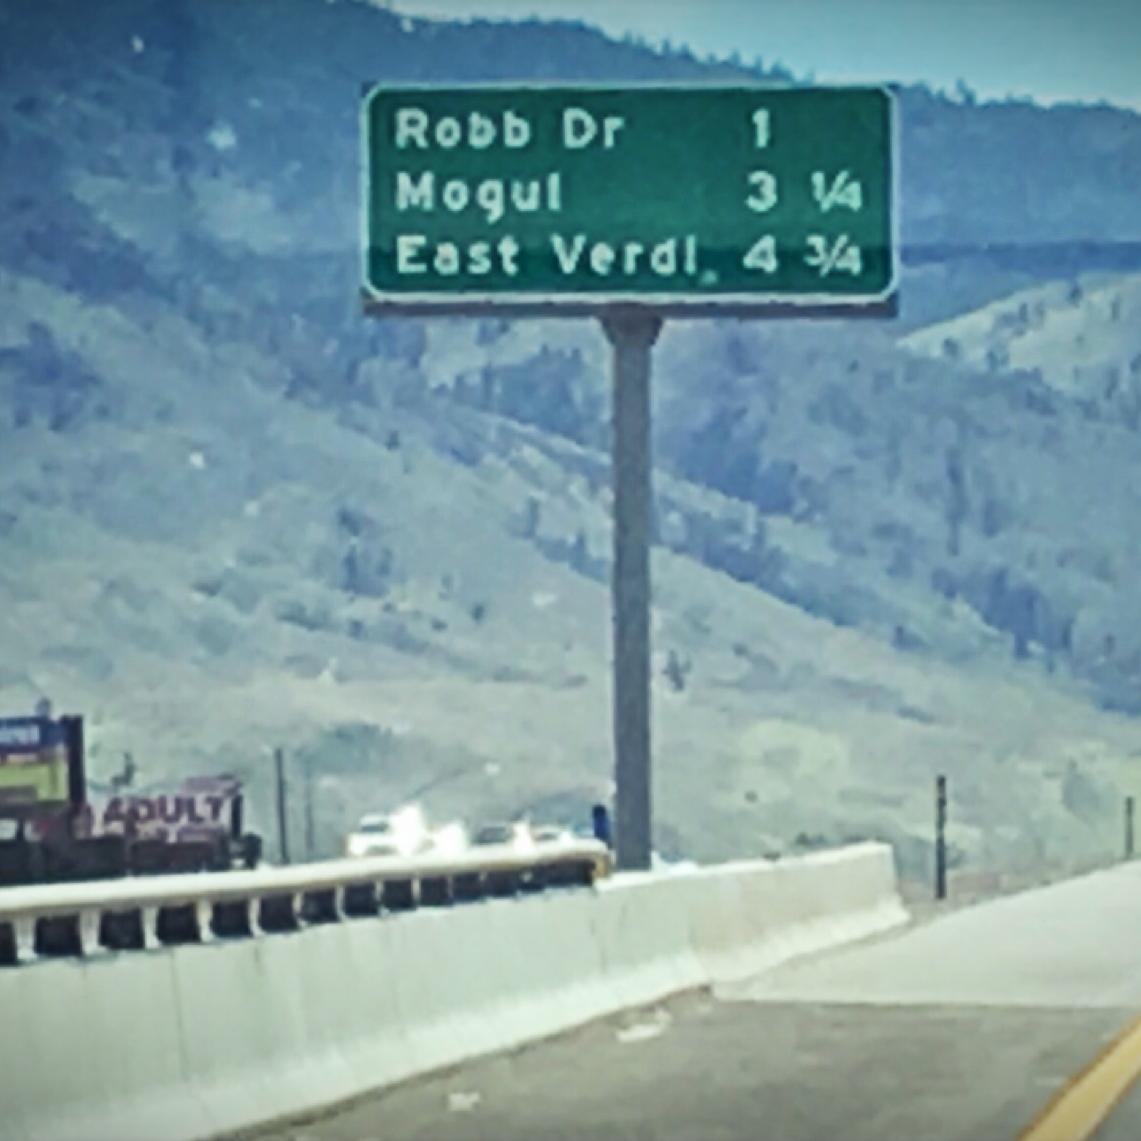 Robb Dr 1
Mogul 3 1/4
East Verdi 4 3/4
ADULT